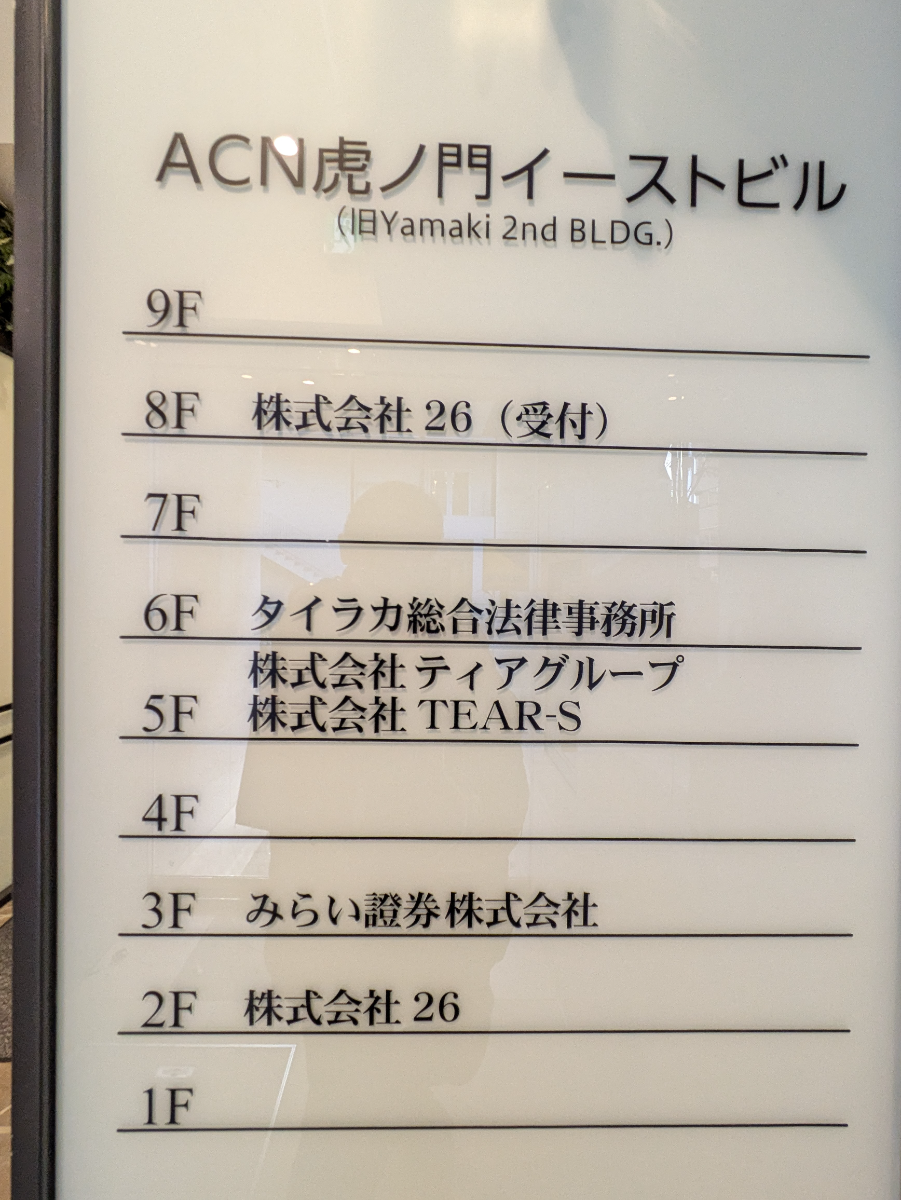 ACN虎ノ門イーストビル
（旧Yamaki 2nd BLDG.）
9F
8F 株式会社 26（受付）
7F
6F タイラカ総合法律事務所
株式会社 ティアグループ
5F 株式会社 TEAR-S
4F
3F みらい證券株式会社
2F 株式会社 26
1F